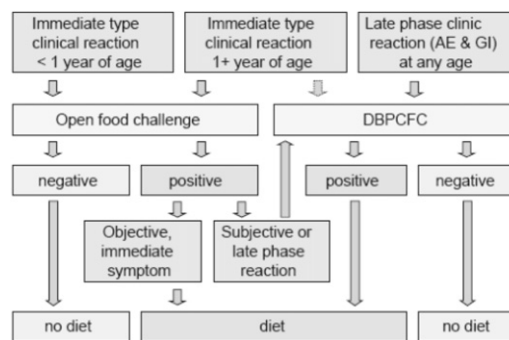 Immediate type
clinical reaction
< 1 year of age
Immediate type
clinical reaction
1+ year of age
Late phase clinic
reaction (AE & GI)
at any age
Open food challenge
DBPCFC
negative
positive
positive
negative
Objective,
immediate
symptom
Subjective or
late phase
reaction
no diet
diet
no diet